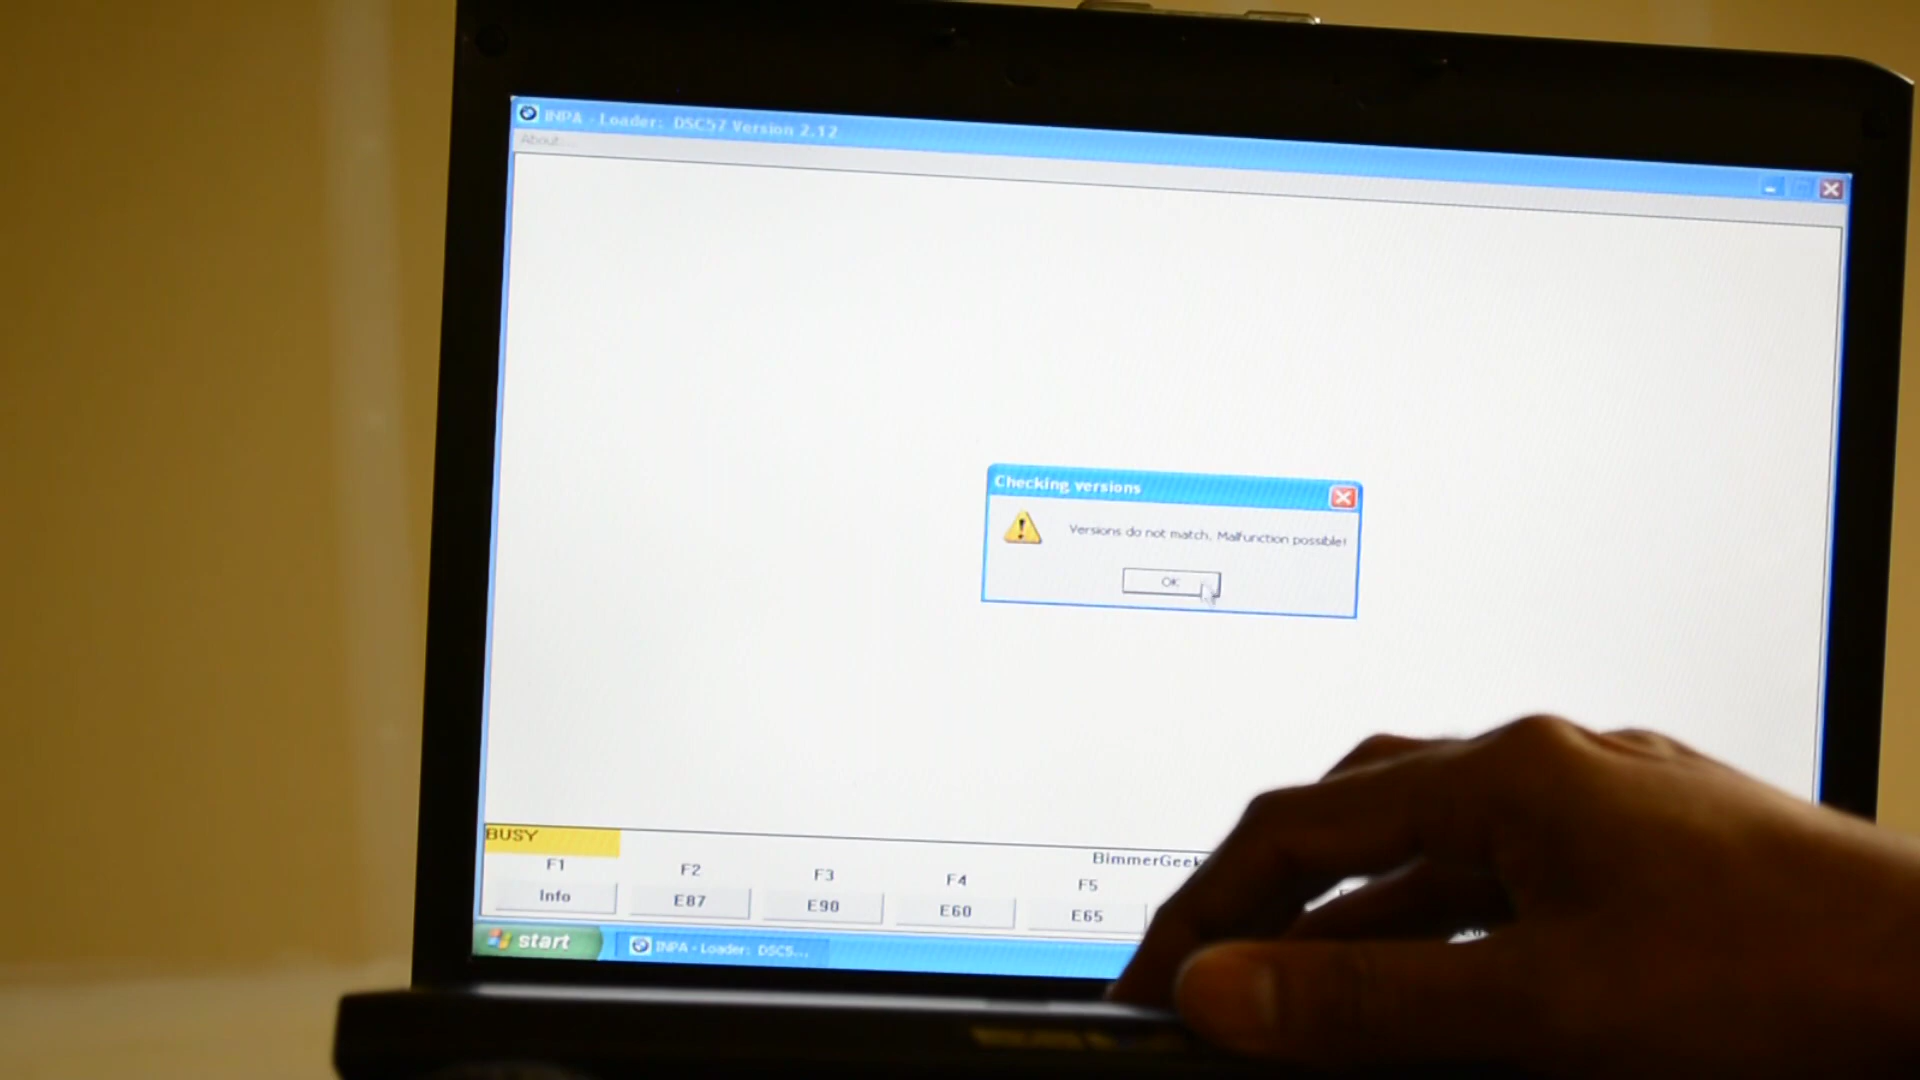 INPA - Loader: DSC57 Version 2.12
About...
Checking versions
Versions do not match. Malfunction possible!
OK
BUSY
BimmerGeek
F1 F2 F3 F4 F5
Info E87 E90 E60 E65
start INPA - Loader: DSC5...